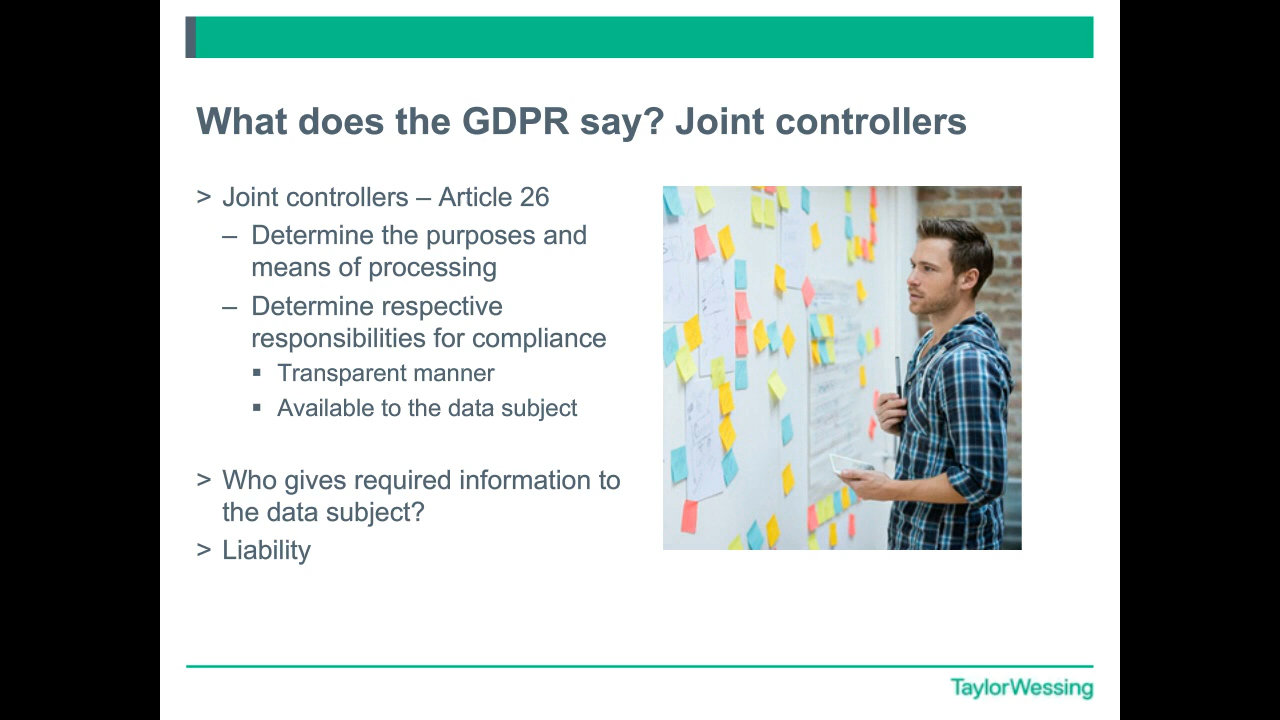 What does the GDPR say? Joint controllers
> Joint controllers – Article 26
– Determine the purposes and
means of processing
– Determine respective
responsibilities for compliance
▪ Transparent manner
▪ Available to the data subject
> Who gives required information to
the data subject?
> Liability
TaylorWessing